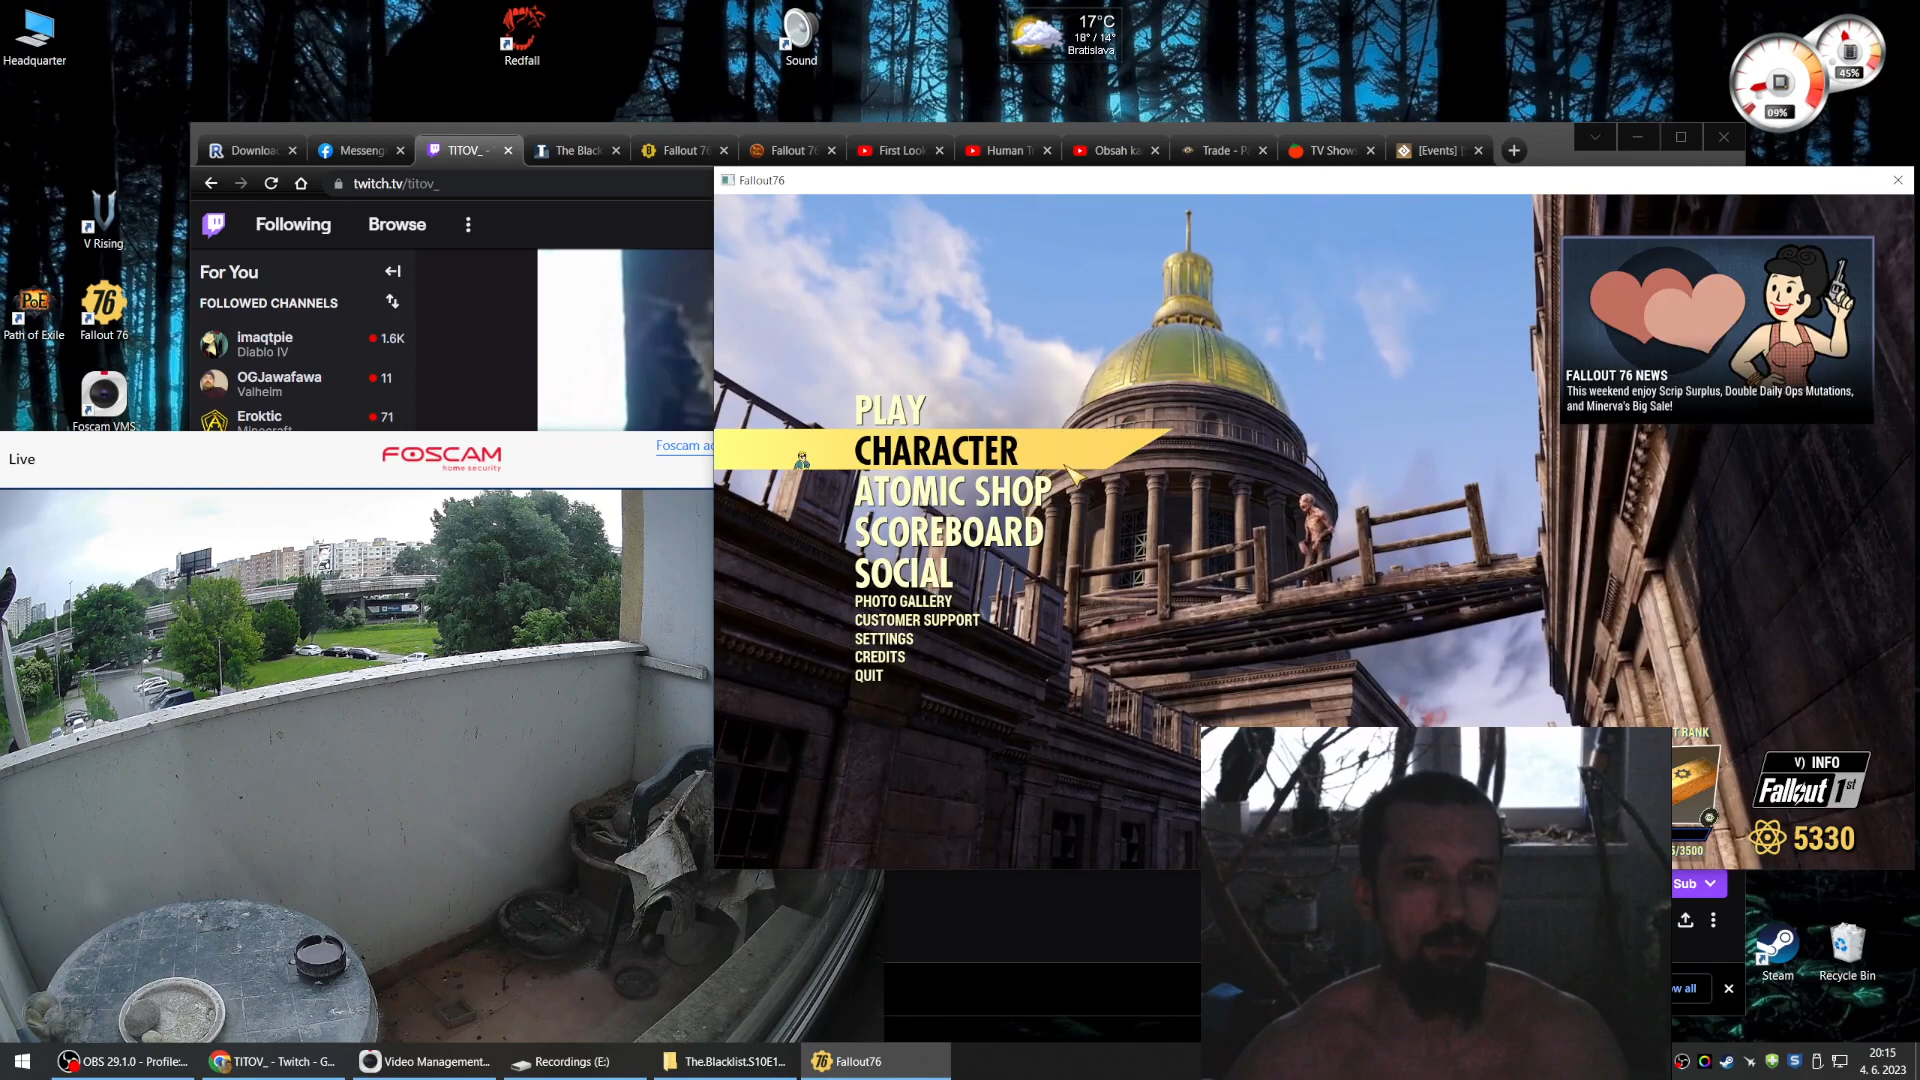 Headquarter
Redfall
Sound
17°C
18° / 14°
Bratislava
45%
09%
Downloa
Messeng
TITOV_ -
The Black
Fallout 76
Fallout 76
First Look
Human T
Obsah ka
Trade - P
TV Shows
[Events]
twitch.tv/titov_
Fallout76
Following
Browse
V Rising
Path of Exile
Fallout 76
Foscam VMS
For You
FOLLOWED CHANNELS
imaqtpie
1.6K
Diablo IV
OGJawafawa
11
Valheim
Eroktic
71
Minecraft
Live
FOSCAM
home security
Foscam
PLAY
CHARACTER
ATOMIC SHOP
SCOREBOARD
SOCIAL
PHOTO GALLERY
CUSTOMER SUPPORT
SETTINGS
CREDITS
QUIT
FALLOUT 76 NEWS
This weekend enjoy Scrip Surplus, Double Daily Ops Mutations,
and Minerva's Big Sale!
RANK
/3500
V) INFO
Fallout 1st
5330
Sub
Steam
Recycle Bin
all
OBS 29.1.0 - Profile:...
TITOV_ - Twitch - G...
Video Management...
Recordings (E:)
The.Blacklist.S10E1...
Fallout76
20:15
4. 6. 2023